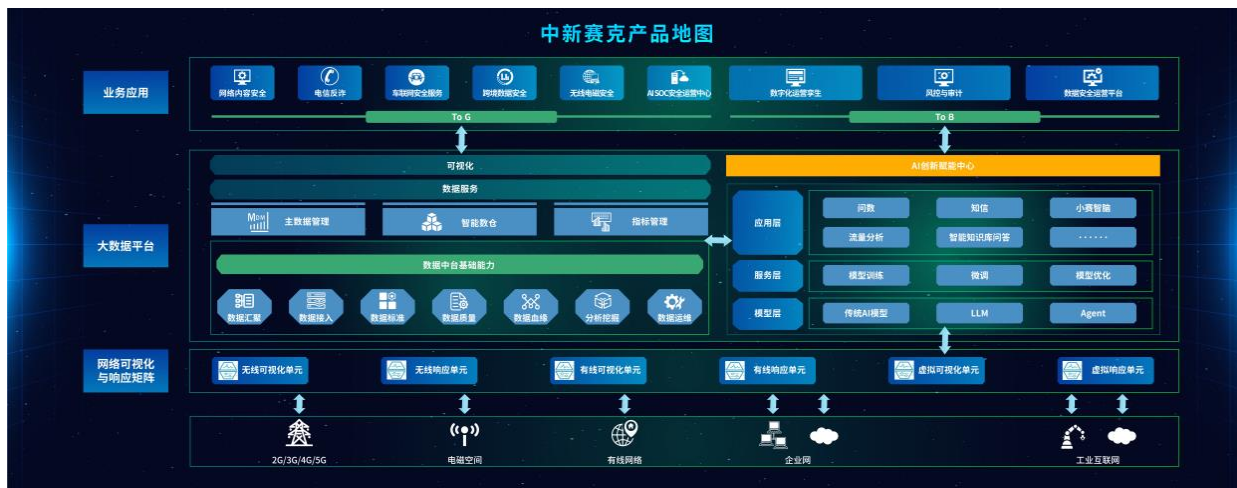 中新赛克产品地图
业务应用
网络内容安全
电信反诈
车联网安全服务
跨境数据安全
无线电磁安全
AI SOC安全运营中心
数字化运营孪生
风控与审计
数据安全运营平台
To G
To B
大数据平台
可视化
数据服务
MDM
主数据管理
智能数仓
指标管理
数据中台基础能力
数据汇聚
数据接入
数据标准
数据质量
数据血缘
分析挖掘
数据运维
AI创新赋能中心
应用层
问数
知信
小赛智脑
流量分析
智能知识库问答
······
服务层
模型训练
微调
模型优化
模型层
传统AI模型
LLM
Agent
网络可视化
与响应矩阵
无线可视化单元
无线响应单元
有线可视化单元
有线响应单元
虚拟可视化单元
虚拟响应单元
2G/3G/4G/5G
电磁空间
有线网络
企业网
工业互联网